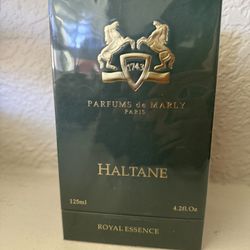 1743
PARFUMS de MARLY
PARIS
HALTANE
125ml 4.2fl.Oz
ROYAL ESSENCE